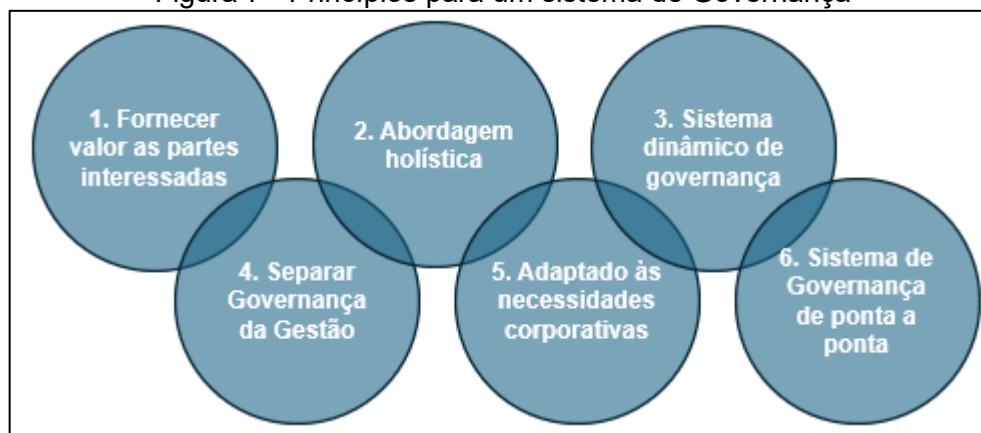 1. Fornecer
valor as partes
interessadas
2. Abordagem
holística
3. Sistema
dinâmico de
governança
4. Separar
Governança
da Gestão
5. Adaptado às
necessidades
corporativas
6. Sistema de
Governança
de ponta a
ponta